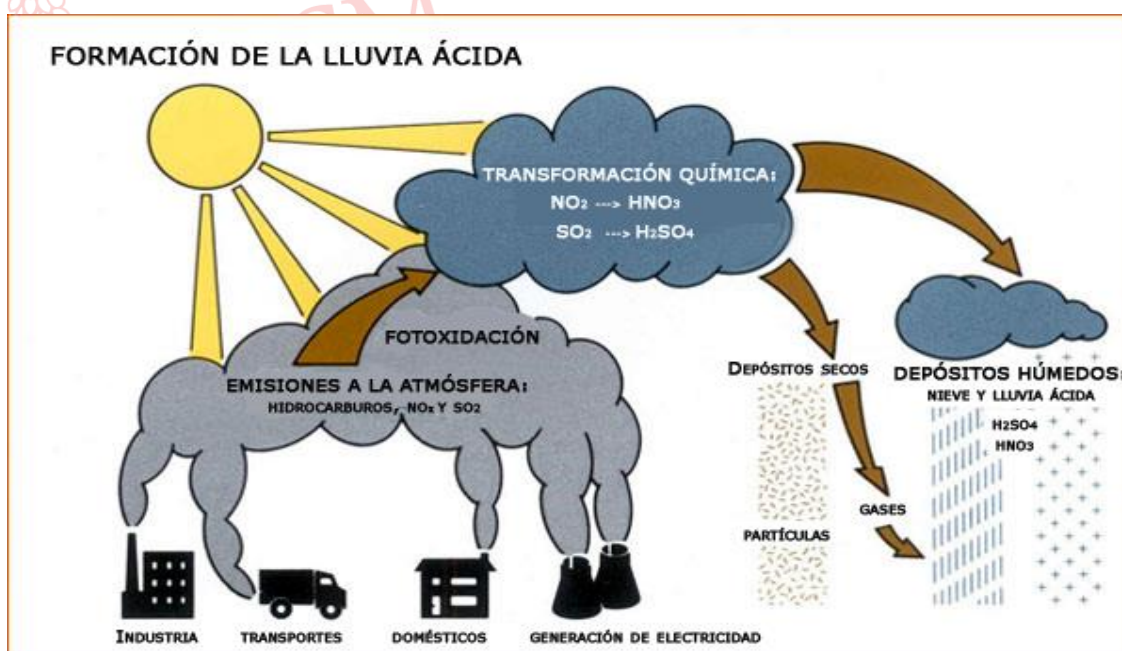 FORMACIÓN DE LA LLUVIA ÁCIDA
TRANSFORMACIÓN QUÍMICA:
NO₂ ---> HNO₃
SO₂ ---> H₂SO₄
FOTOXIDACIÓN
EMISIONES A LA ATMÓSFERA:
HIDROCARBUROS, NOx Y SO₂
DEPÓSITOS SECOS
DEPÓSITOS HÚMEDOS:
NIEVE Y LLUVIA ÁCIDA
H₂SO4
HNO3
GASES
PARTÍCULAS
INDUSTRIA
TRANSPORTES
DOMÉSTICOS
GENERACIÓN DE ELECTRICIDAD